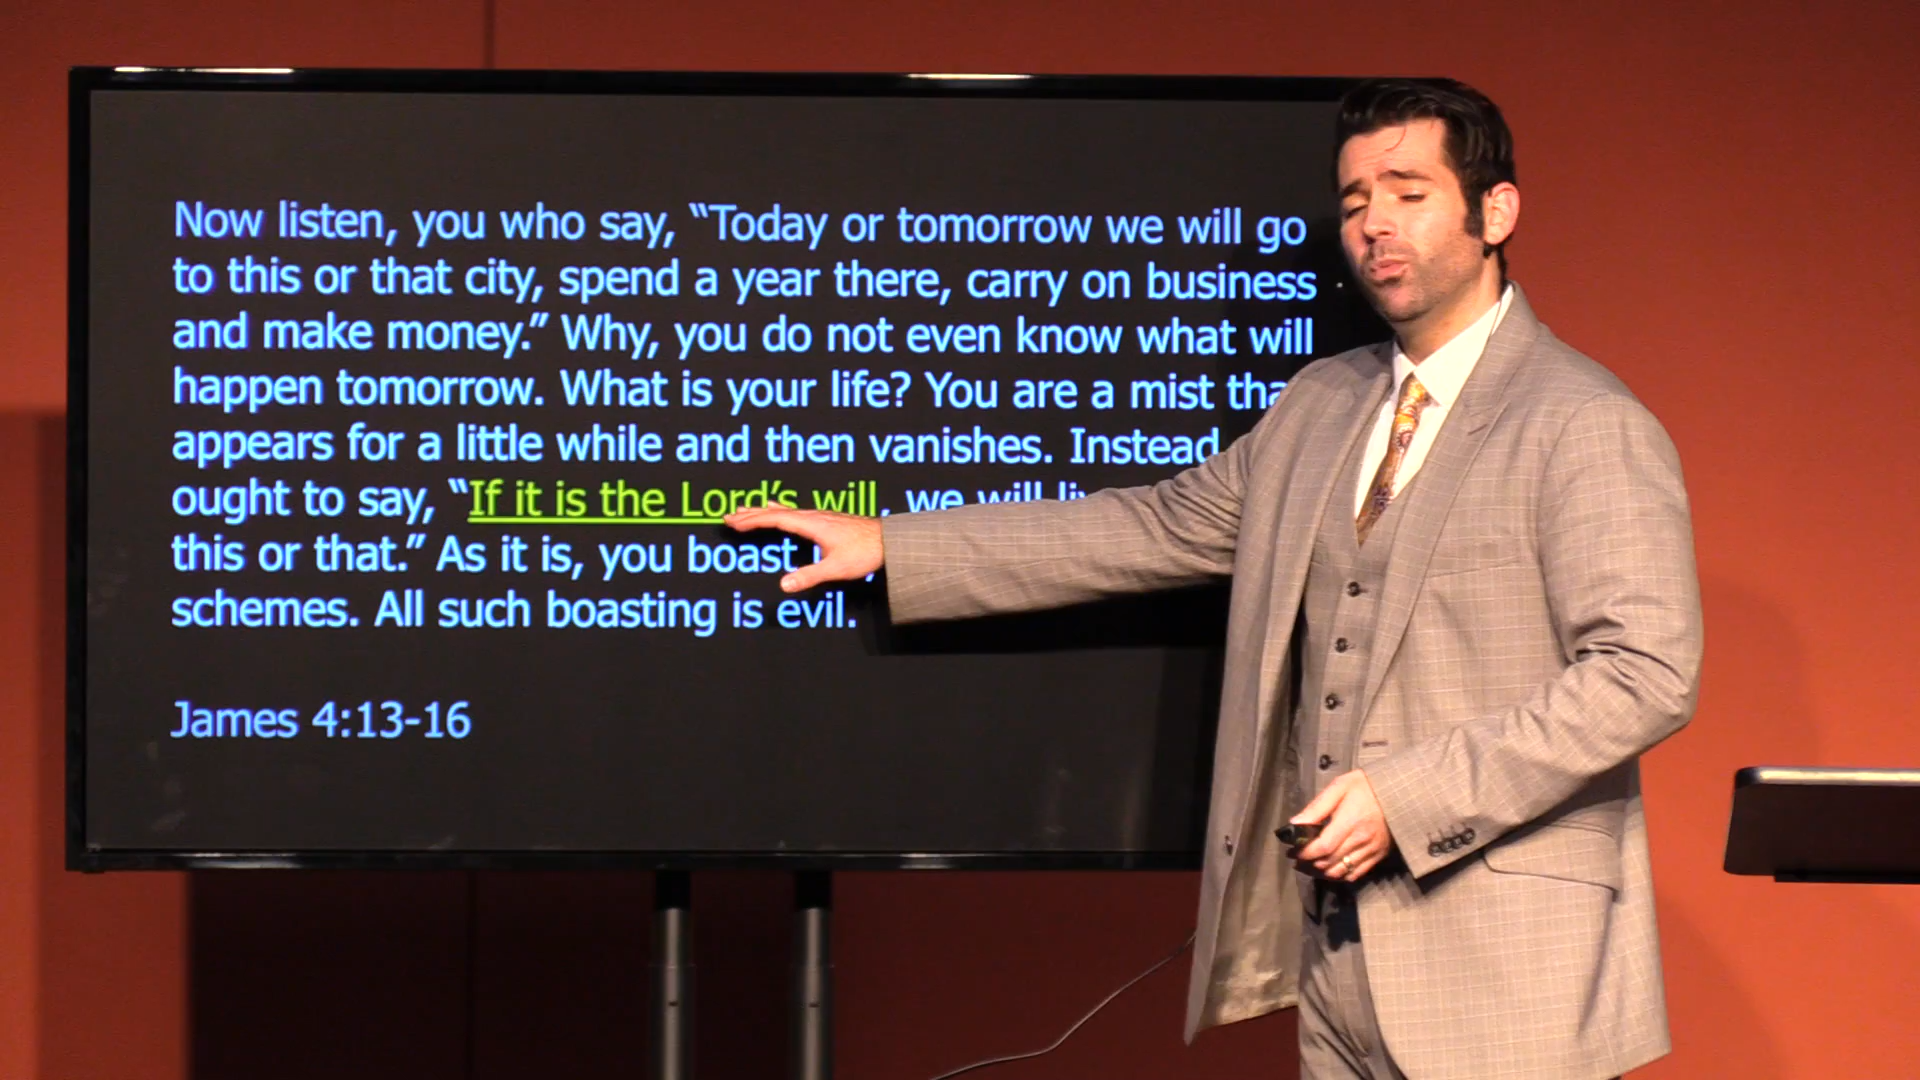 Now listen, you who say, “Today or tomorrow we will go
to this or that city, spend a year there, carry on business
and make money.” Why, you do not even know what will
happen tomorrow. What is your life? You are a mist
appears for a little while and then vanishes. Instead
ought to say, “If it is the Lord’s will, we will
this or that.” As it is, you boast
schemes. All such boasting is evil.
James 4:13-16